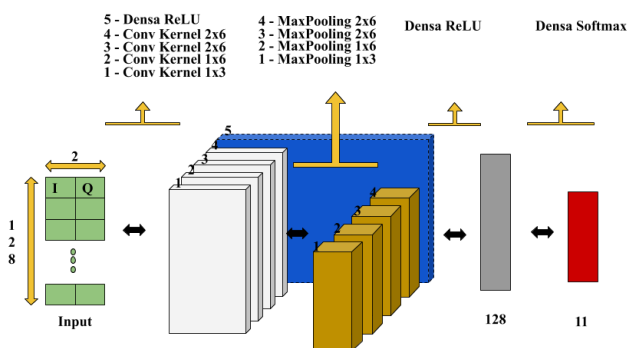 5 - Densa ReLU
4 - Conv Kernel 2x6
3 - Conv Kernel 2x6
2 - Conv Kernel 1x6
1 - Conv Kernel 1x3
4 - MaxPooling 2x6
3 - MaxPooling 2x6
2 - MaxPooling 1x6
1 - MaxPooling 1x3
Densa ReLU
Densa Softmax
2
I Q
1
2
8
Input
5
4
3
2
1
4
3
2
1
128
11